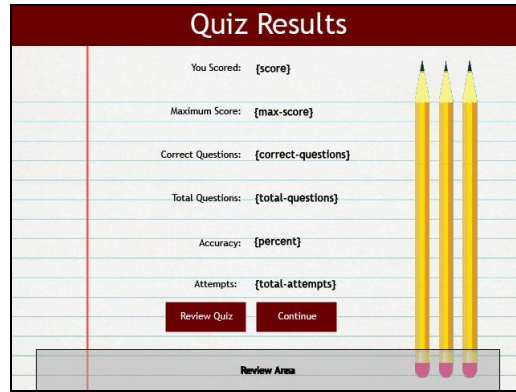 Quiz Results
You Scored: {score}
Maximum Score: {max-score}
Correct Questions: {correct-questions}
Total Questions: {total-questions}
Accuracy: {percent}
Attempts: {total-attempts}
Review Quiz Continue
Review Area